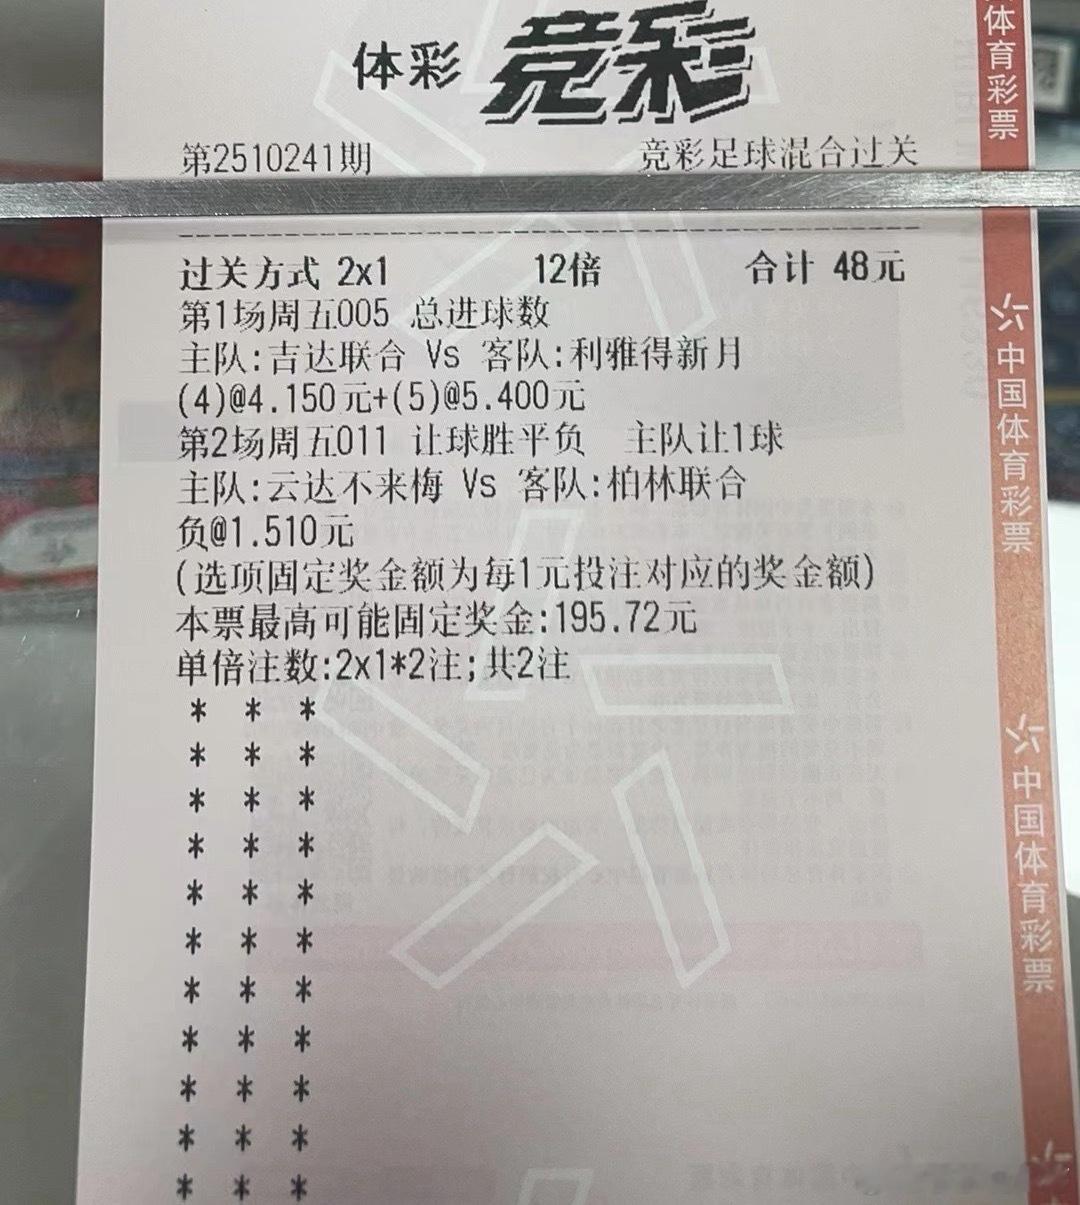 体彩 竞彩
第2510241期 竞彩足球混合过关
过关方式 2x1 12倍 合计 48元
第1场周五005 总进球数
主队:吉达联合 Vs 客队:利雅得新月
(4)@4.150元+(5)@5.400元
第2场周五011 让球胜平负 主队让1球
主队:云达不来梅 Vs 客队:柏林联合
负@1.510元
(选项固定奖金额为每1元投注对应的奖金额)
本票最高可能固定奖金:195.72元
单倍注数:2x1*2注;共2注
* * *
* * *
* * *
* * *
* * *
* * *
* * *
* * *
* * *
* * *
* * *
体育彩票
中国体育彩票
中国体育彩票